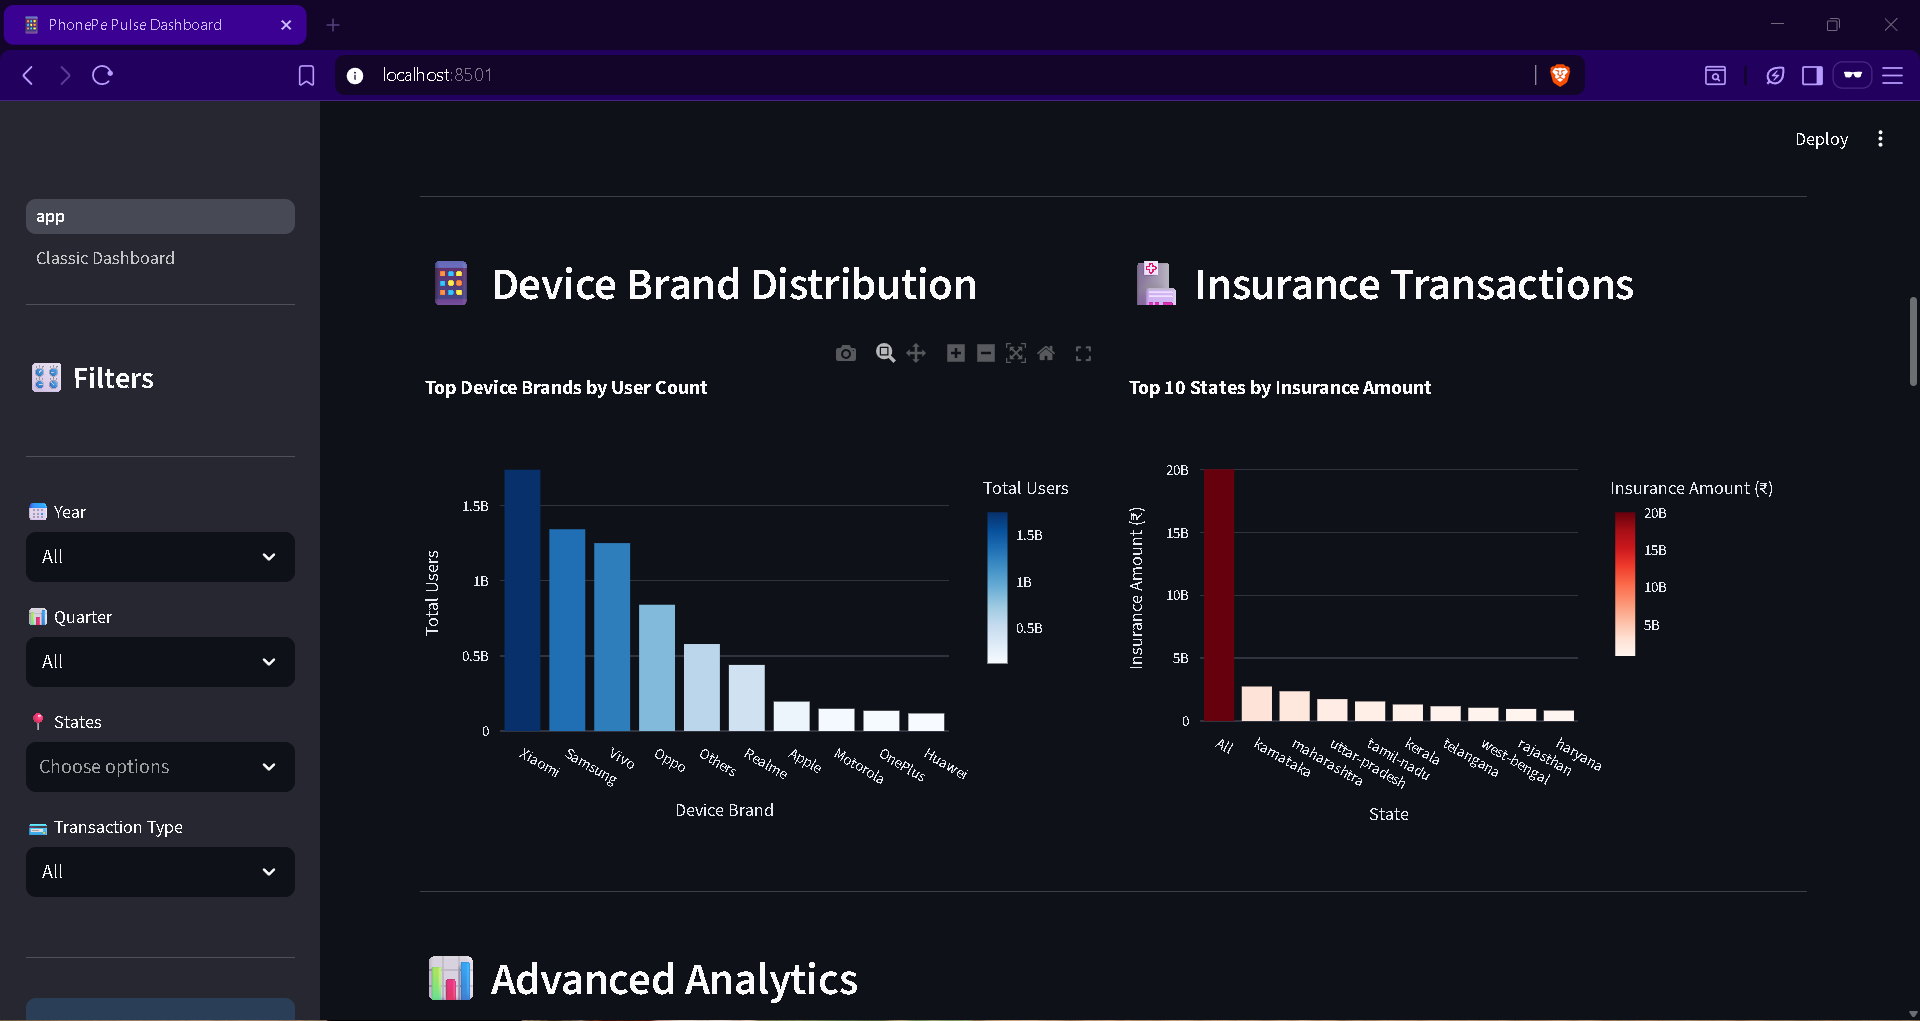 PhonePe Pulse Dashboard
localhost:8501
Deploy
app
Classic Dashboard
Filters
Year
All
Quarter
All
States
Choose options
Transaction Type
All
Device Brand Distribution
Top Device Brands by User Count
Total Users
1.5B
1B
0.5B
0
Xiaomi
Samsung
Vivo
Oppo
Others
Realme
Apple
Motorola
OnePlus
Huawei
Device Brand
Total Users
1.5B
1B
0.5B
Insurance Transactions
Top 10 States by Insurance Amount
Insurance Amount (₹)
20B
15B
10B
5B
0
All
karnataka
maharashtra
uttar-pradesh
tamil-nadu
kerala
telangana
west-bengal
rajasthan
haryana
State
Insurance Amount (₹)
20B
15B
10B
5B
Advanced Analytics